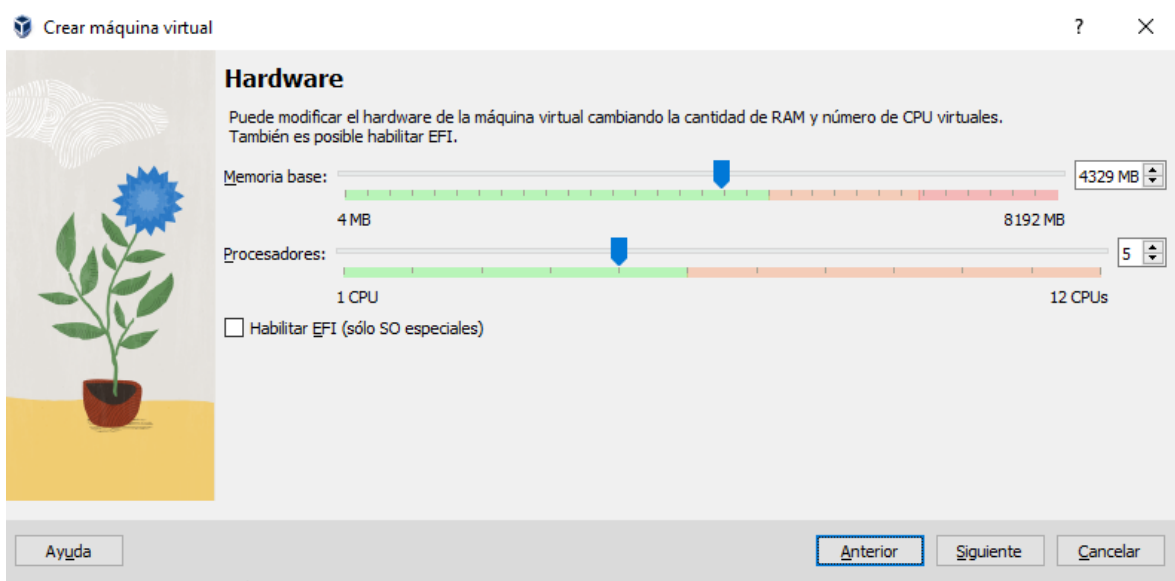 Crear máquina virtual
Hardware
Puede modificar el hardware de la máquina virtual cambiando la cantidad de RAM y número de CPU virtuales.
También es posible habilitar EFI.
Memoria base: 4329 MB
4 MB 8192 MB
Procesadores: 5
1 CPU 12 CPUs
Habilitar EFI (sólo SO especiales)
Ayuda Anterior Siguiente Cancelar